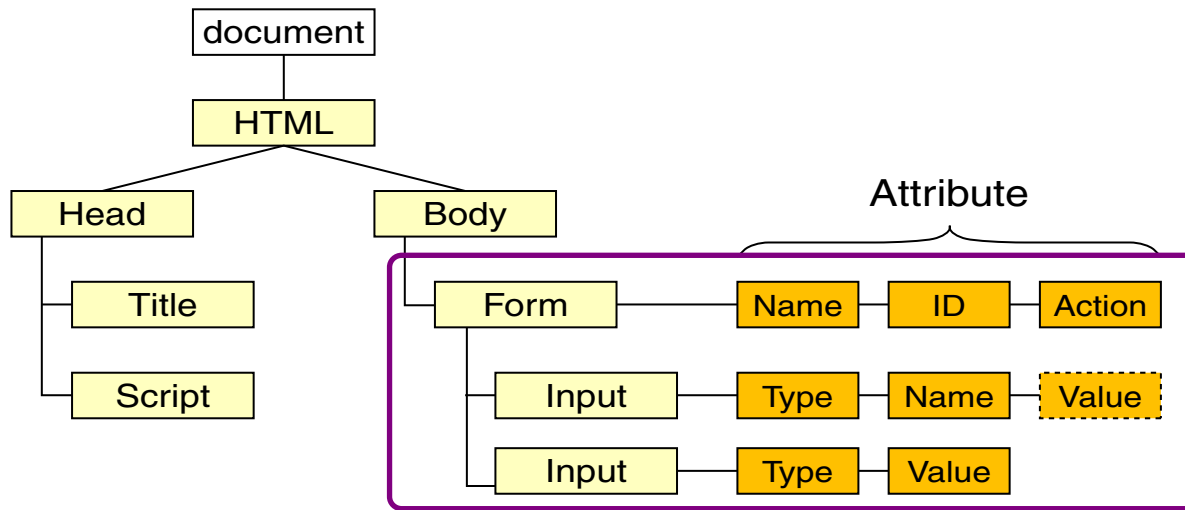 document
HTML
Head
Body
Attribute
Title
Form
Name
ID
Action
Script
Input
Type
Name
Value
Input
Type
Value